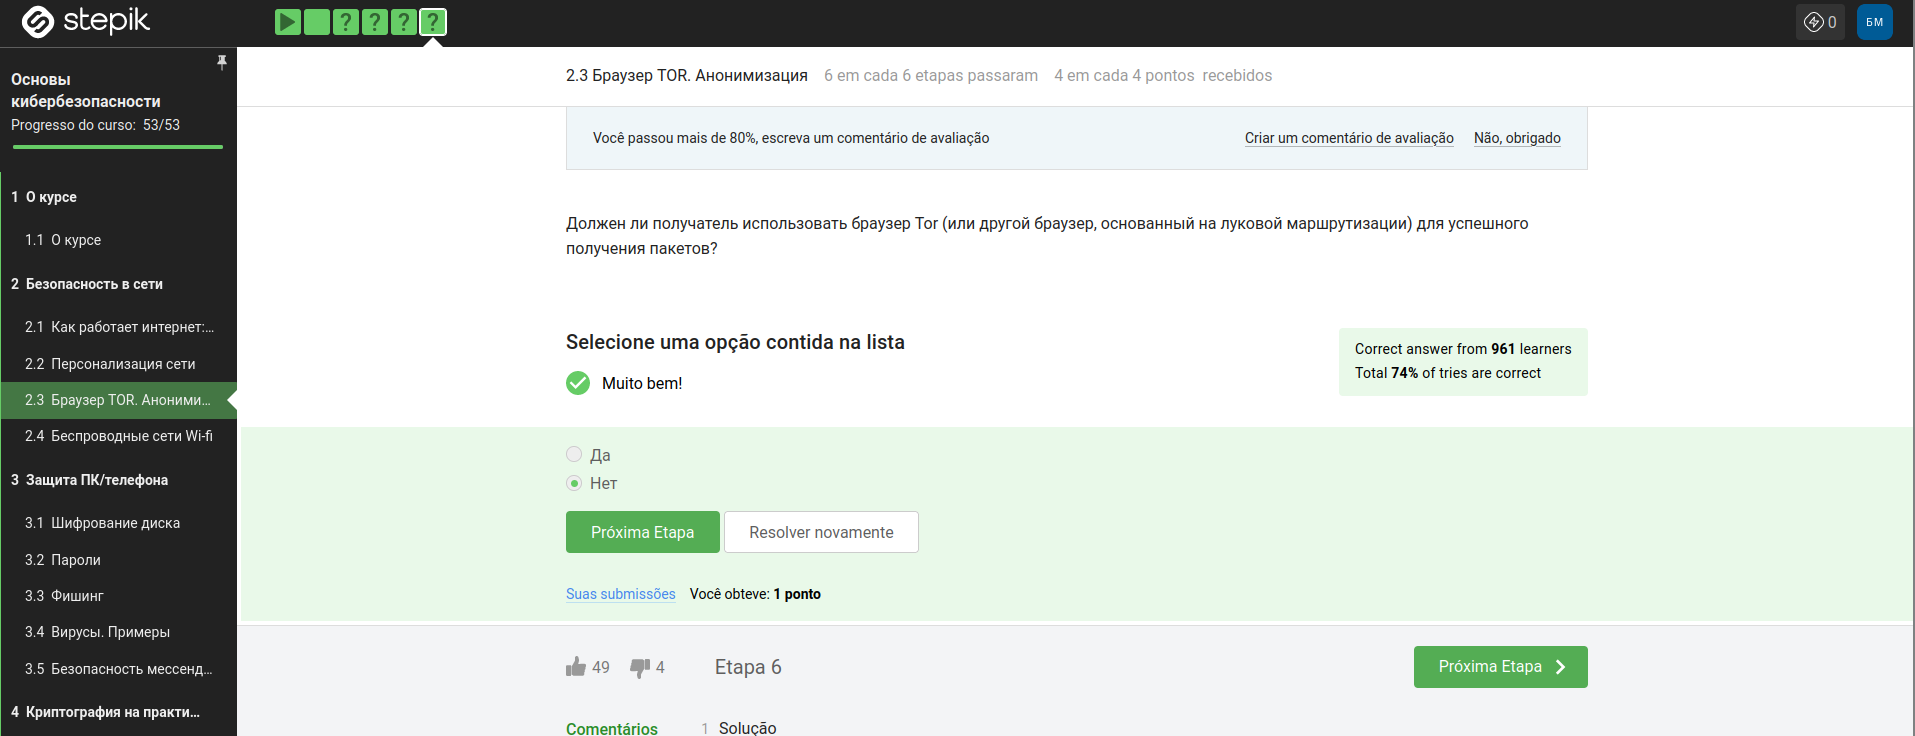 stepik
? ? ? ?
0
БМ
Основы
кибербезопасности
Progresso do curso: 53/53
1 О курсе
1.1 О курсе
2 Безопасность в сети
2.1 Как работает интернет:...
2.2 Персонализация сети
2.3 Браузер TOR. Аноними...
2.4 Беспроводные сети Wi-fi
3 Защита ПК/телефона
3.1 Шифрование диска
3.2 Пароли
3.3 Фишинг
3.4 Вирусы. Примеры
3.5 Безопасность мессенд...
4 Криптография на практи...
2.3 Браузер TOR. Анонимизация 6 em cada 6 etapas passaram 4 em cada 4 pontos recebidos
Você passou mais de 80%, escreva um comentário de avaliação Criar um comentário de avaliação Não, obrigado
Должен ли получатель использовать браузер Tor (или другой браузер, основанный на луковой маршрутизации) для успешного
получения пакетов?
Selecione uma opção contida na lista
Muito bem!
Correct answer from 961 learners
Total 74% of tries are correct
Да
Нет
Próxima Etapa Resolver novamente
Suas submissões Você obteve: 1 ponto
49 4 Etapa 6 Próxima Etapa
Comentários 1 Solução